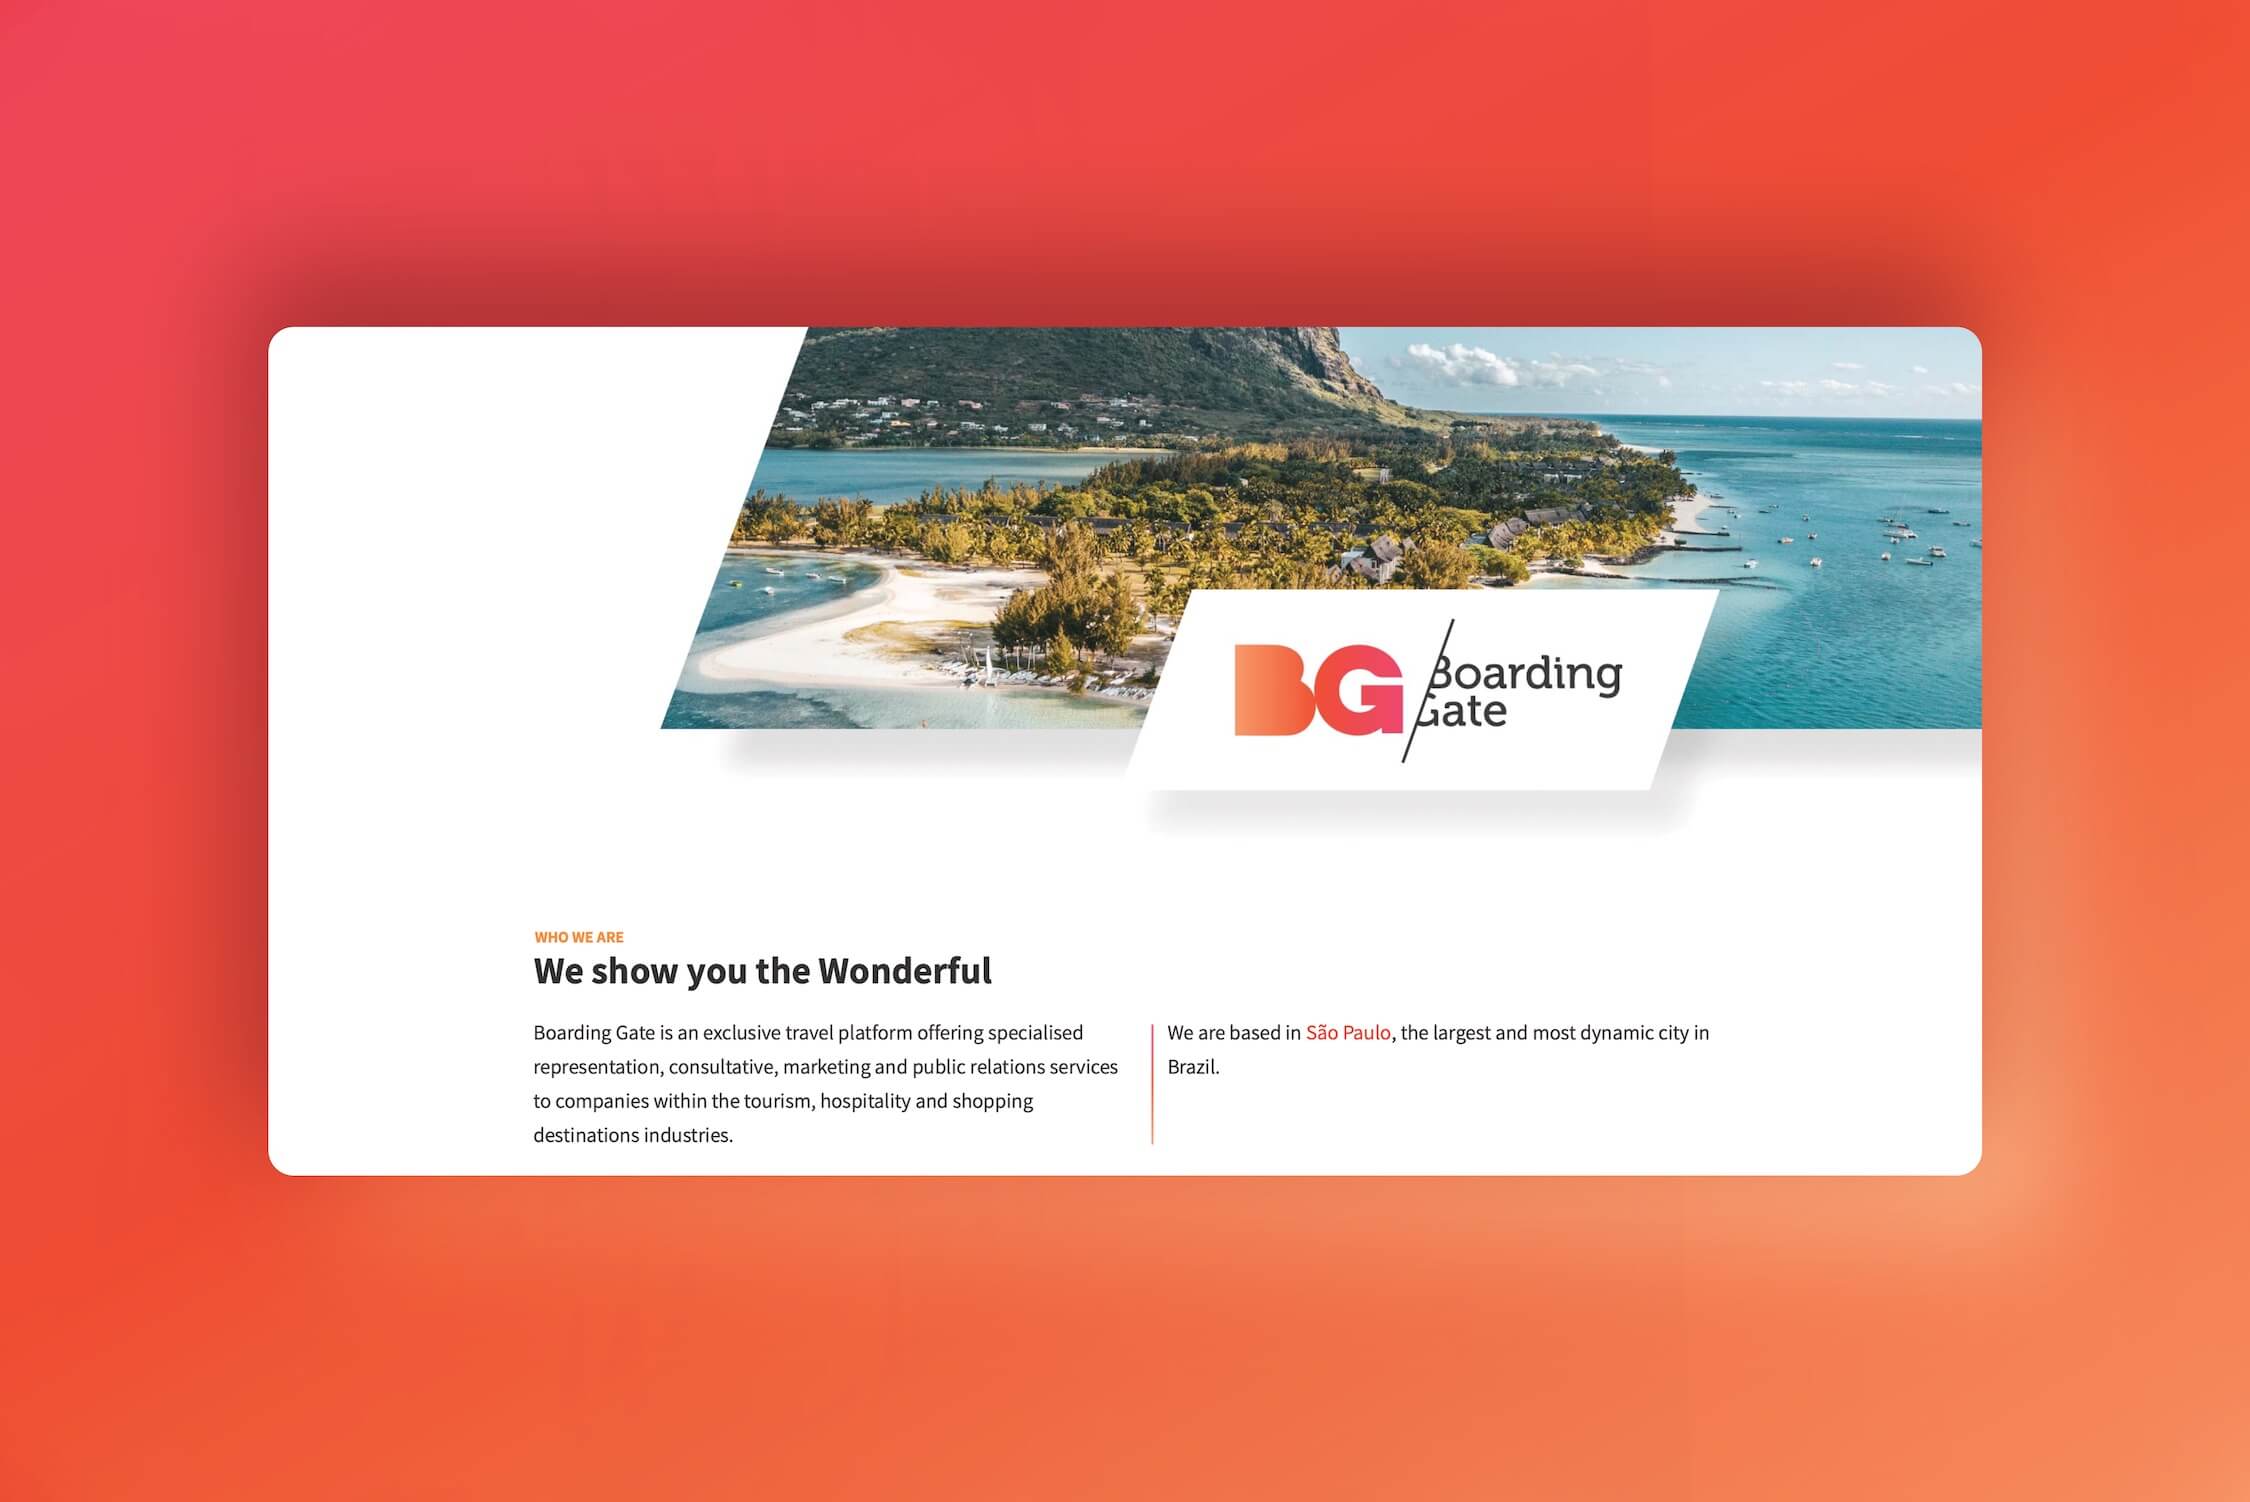 BG Boarding
Gate
WHO WE ARE
We show you the Wonderful
Boarding Gate is an exclusive travel platform offering specialised
representation, consultative, marketing and public relations services
to companies within the tourism, hospitality and shopping
destinations industries.
We are based in São Paulo, the largest and most dynamic city in
Brazil.